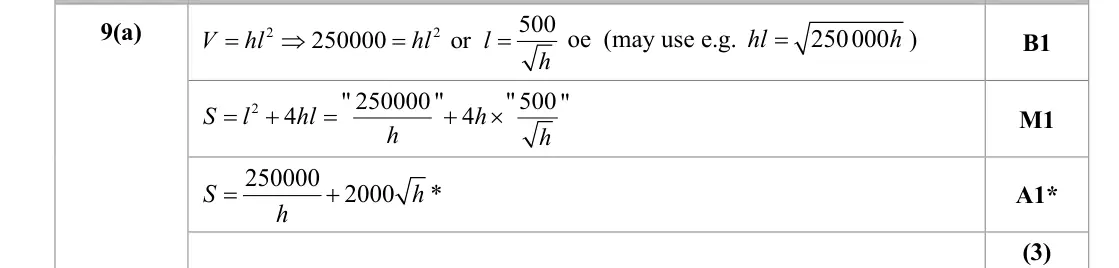 9(a) V = hl² ⇒ 250000 = hl² or l = 500/√h oe (may use e.g. hl = √250000h ) B1
S = l² + 4hl = "250000"/h + 4h × "500"/√h M1
S = 250000/h + 2000√h * A1*
(3)